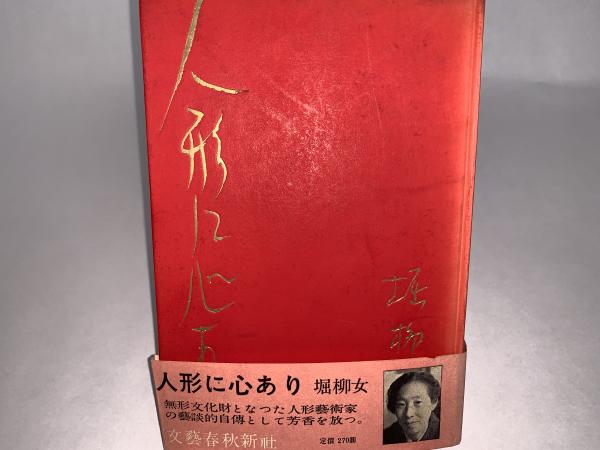 人形に心あ
堀柳
人形に心あり 堀柳女
無形文化財となつた人形藝術家
の藝談的自傳として芳香を放つ。
文藝春秋新社
定價 270圓